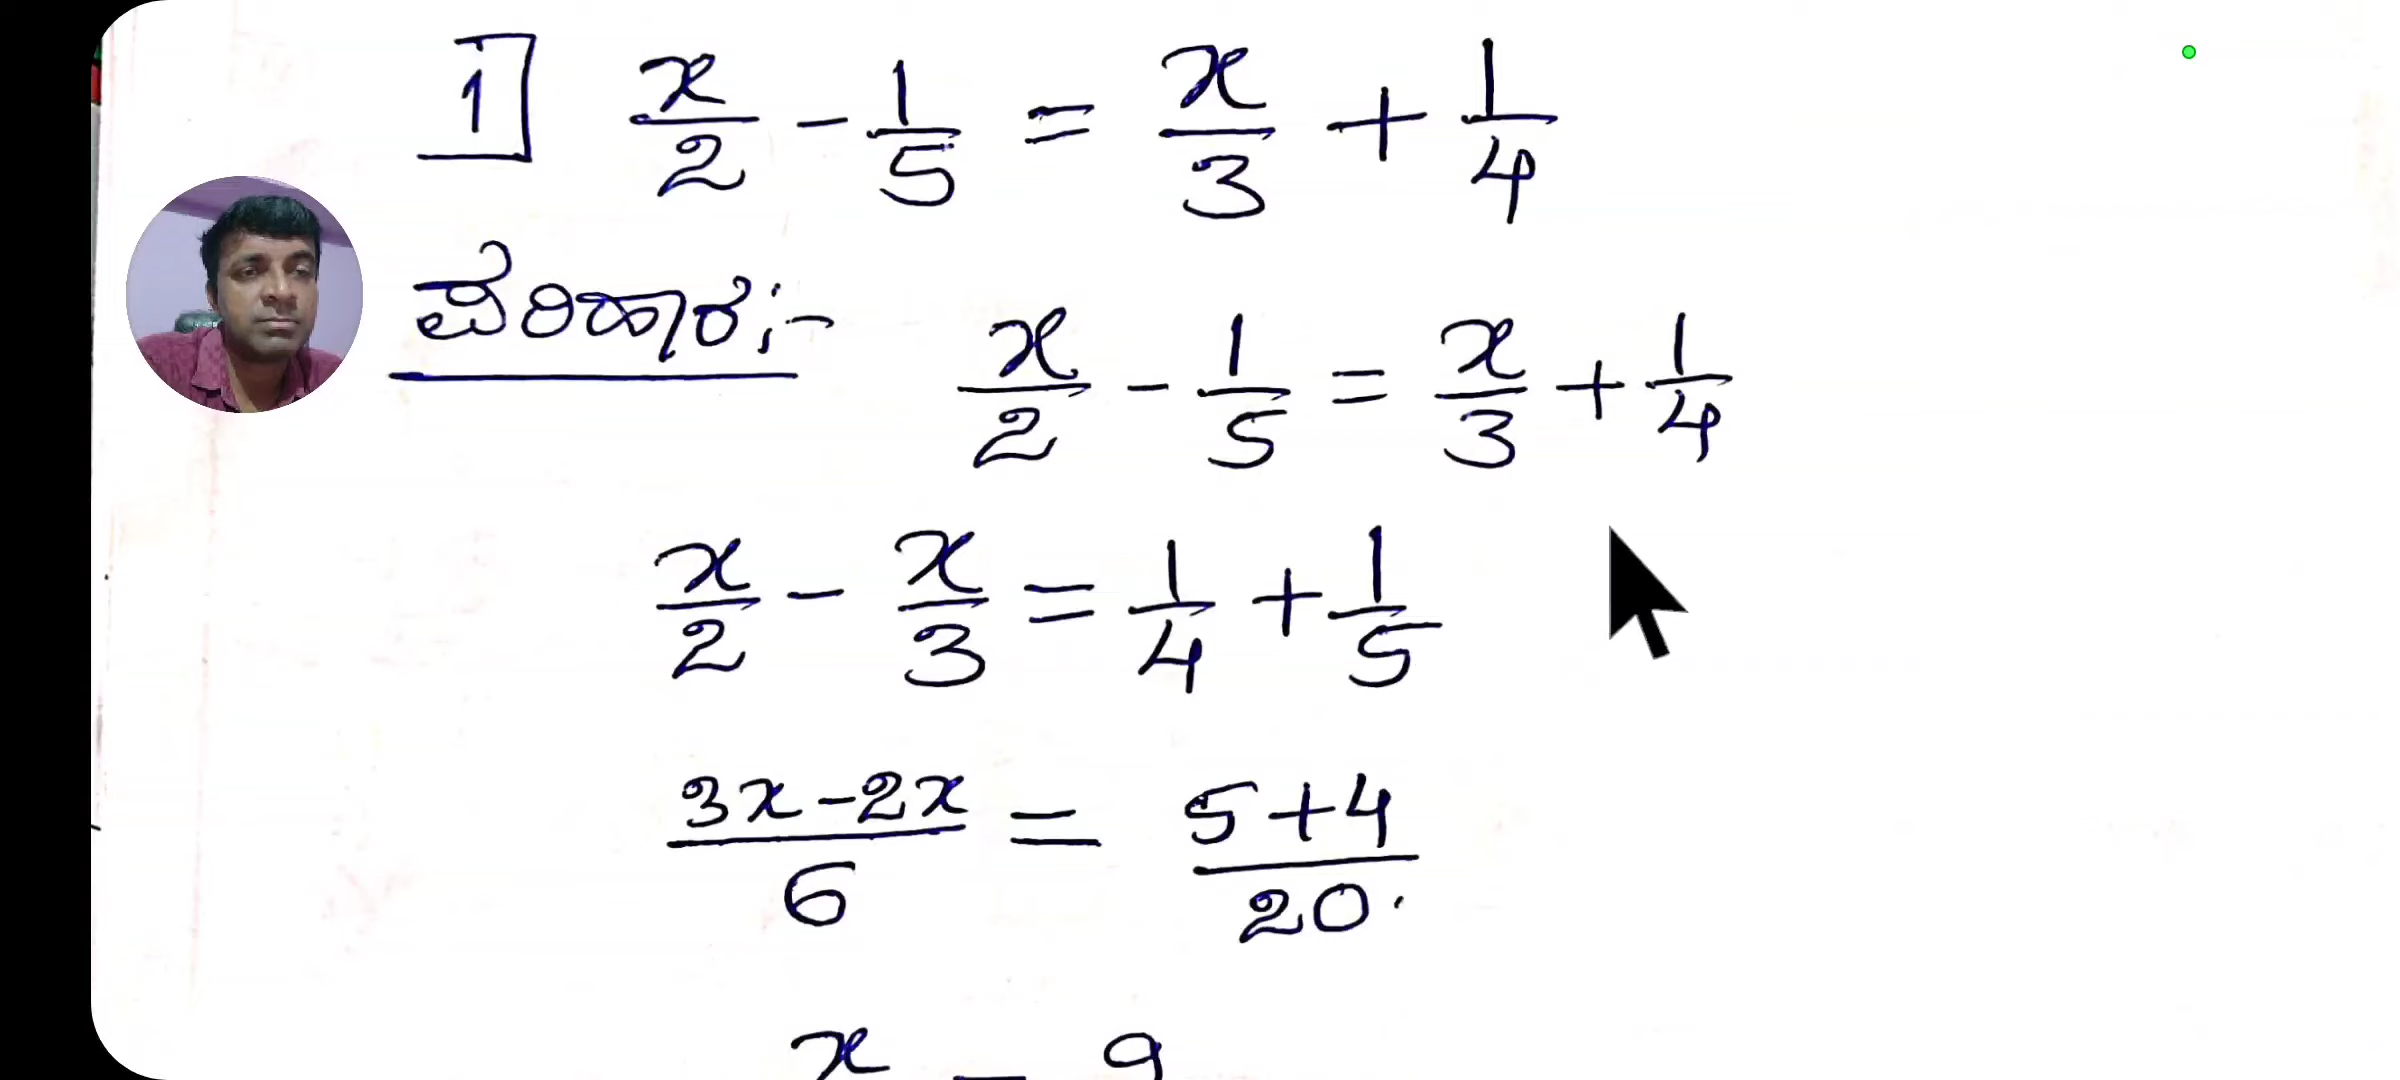 1 x/2 - 1/5 = x/3 + 1/4
ಪರಿಹಾರ:- x/2 - 1/5 = x/3 + 1/4
x/2 - x/3 = 1/4 + 1/5
3x-2x/6 = 5+4/20.
x = 9